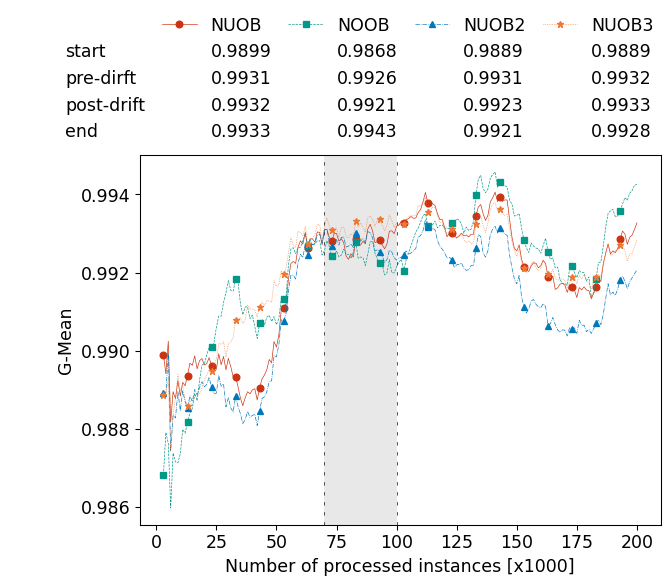 NUOB NOOB NUOB2 NUOB3
start 0.9899 0.9868 0.9889 0.9889
pre-dirft 0.9931 0.9926 0.9931 0.9932
post-drift 0.9932 0.9921 0.9923 0.9933
end 0.9933 0.9943 0.9921 0.9928
0.994
0.992
0.990
0.988
0.986
G-Mean
0 25 50 75 100 125 150 175 200
Number of processed instances [x1000]